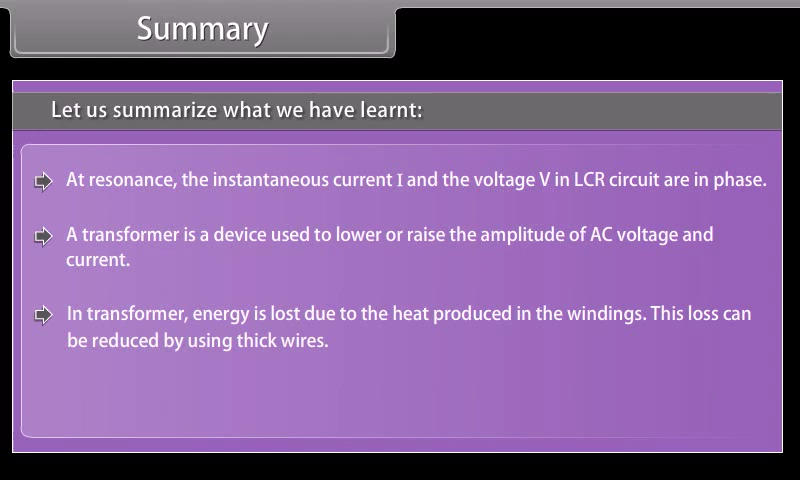 Summary
Let us summarize what we have learnt:
At resonance, the instantaneous current I and the voltage V in LCR circuit are in phase.
A transformer is a device used to lower or raise the amplitude of AC voltage and
current.
In transformer, energy is lost due to the heat produced in the windings. This loss can
be reduced by using thick wires.